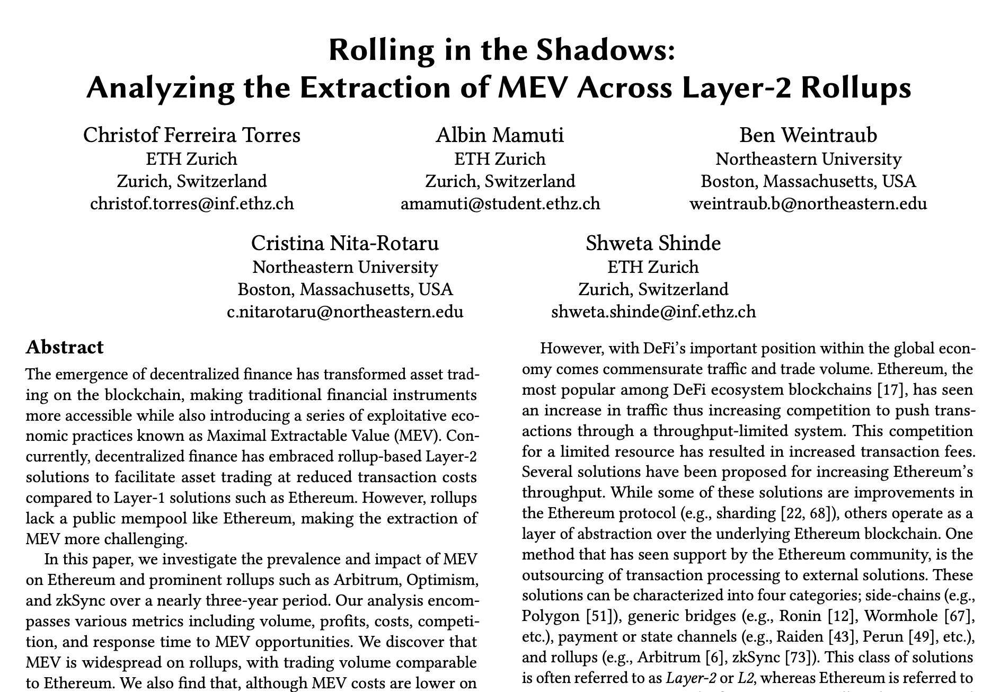 Rolling in the Shadows:
Analyzing the Extraction of MEV Across Layer-2 Rollups
Christof Ferreira Torres
ETH Zurich
Zurich, Switzerland
christof.torres@inf.ethz.ch
Albin Mamuti
ETH Zurich
Zurich, Switzerland
amamuti@student.ethz.ch
Ben Weintraub
Northeastern University
Boston, Massachusetts, USA
weintraub.b@northeastern.edu
Cristina Nita-Rotaru
Northeastern University
Boston, Massachusetts, USA
c.nitarotaru@northeastern.edu
Shweta Shinde
ETH Zurich
Zurich, Switzerland
shweta.shinde@inf.ethz.ch
Abstract
The emergence of decentralized finance has transformed asset trad-
ing on the blockchain, making traditional financial instruments
more accessible while also introducing a series of exploitative eco-
nomic practices known as Maximal Extractable Value (MEV). Con-
currently, decentralized finance has embraced rollup-based Layer-2
solutions to facilitate asset trading at reduced transaction costs
compared to Layer-1 solutions such as Ethereum. However, rollups
lack a public mempool like Ethereum, making the extraction of
MEV more challenging.
In this paper, we investigate the prevalence and impact of MEV
on Ethereum and prominent rollups such as Arbitrum, Optimism,
and zkSync over a nearly three-year period. Our analysis encom-
passes various metrics including volume, profits, costs, competi-
tion, and response time to MEV opportunities. We discover that
MEV is widespread on rollups, with trading volume comparable
to Ethereum. We also find that, although MEV costs are lower on
However, with DeFi's important position within the global econ-
omy comes commensurate traffic and trade volume. Ethereum, the
most popular among DeFi ecosystem blockchains [17], has seen
an increase in traffic thus increasing competition to push trans-
actions through a throughput-limited system. This competition
for a limited resource has resulted in increased transaction fees.
Several solutions have been proposed for increasing Ethereum's
throughput. While some of these solutions are improvements in
the Ethereum protocol (e.g., sharding [22, 68]), others operate as a
layer of abstraction over the underlying Ethereum blockchain. One
method that has seen support by the Ethereum community, is the
outsourcing of transaction processing to external solutions. These
solutions can be characterized into four categories; side-chains (e.g.,
Polygon [51]), generic bridges (e.g., Ronin [12], Wormhole [67],
etc.), payment or state channels (e.g., Raiden [43], Perun [49], etc.),
and rollups (e.g., Arbitrum [6], zkSync [73]). This class of solutions
is often referred to as Layer-2 or L2, whereas Ethereum is referred to